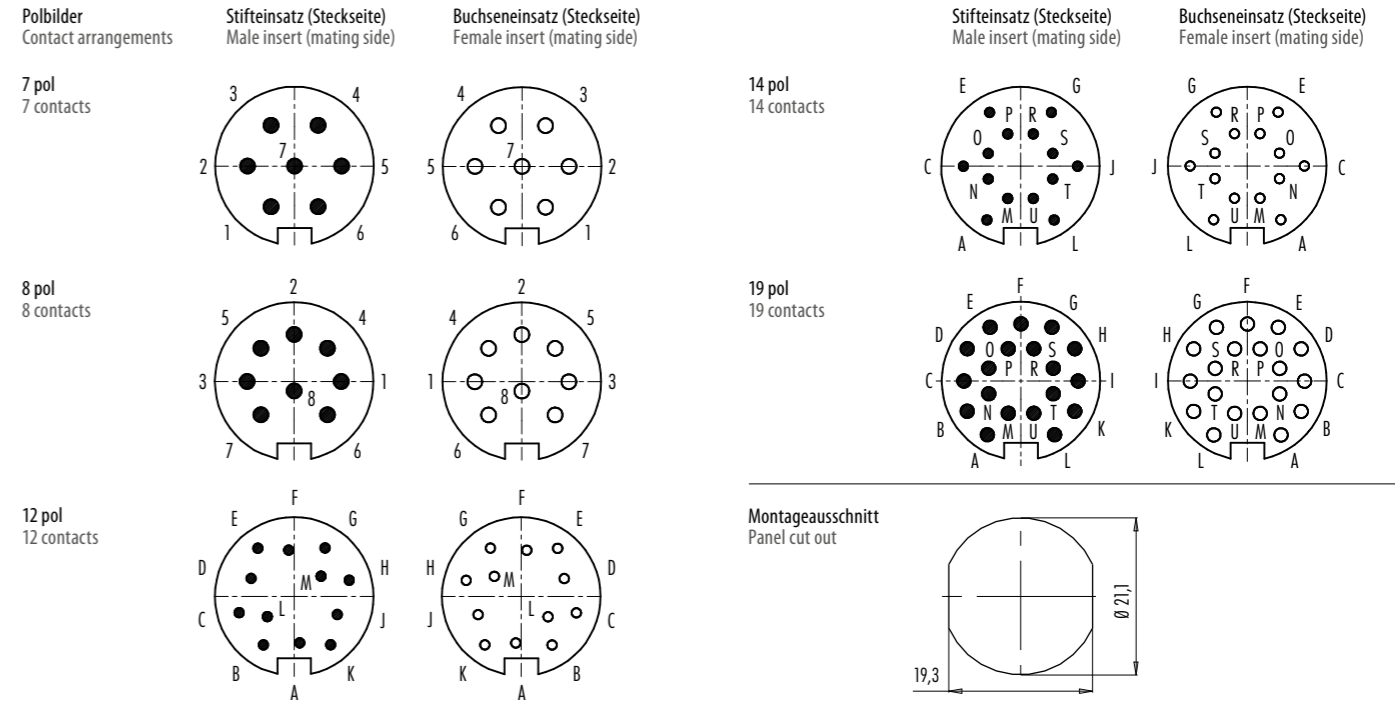 Polbilder
Contact arrangements
Stifteinsatz (Steckseite)
Male insert (mating side)
Buchseneinsatz (Steckseite)
Female insert (mating side)
7 pol
7 contacts
3 4
7
2 5
1 6
4 3
7
5 2
6 1
8 pol
8 contacts
2
5 4
3 1
8
7 6
2
4 5
1 3
8
6 7
12 pol
12 contacts
F
E G
D H
M
L
C J
B K
A
F
G E
H D
M
L
J C
K B
A
Stifteinsatz (Steckseite)
Male insert (mating side)
Buchseneinsatz (Steckseite)
Female insert (mating side)
14 pol
14 contacts
E G
P R
O S
C J
N T
M U
A L
G E
R P
S O
J C
T N
U M
L A
19 pol
19 contacts
F
E G
D H
O S
P R
C I
N T
B K
M U
A L
F
G E
H D
S O
R P
I C
T N
K B
U M
L A
Montageausschnitt
Panel cut out
Ø 21,1
19,3